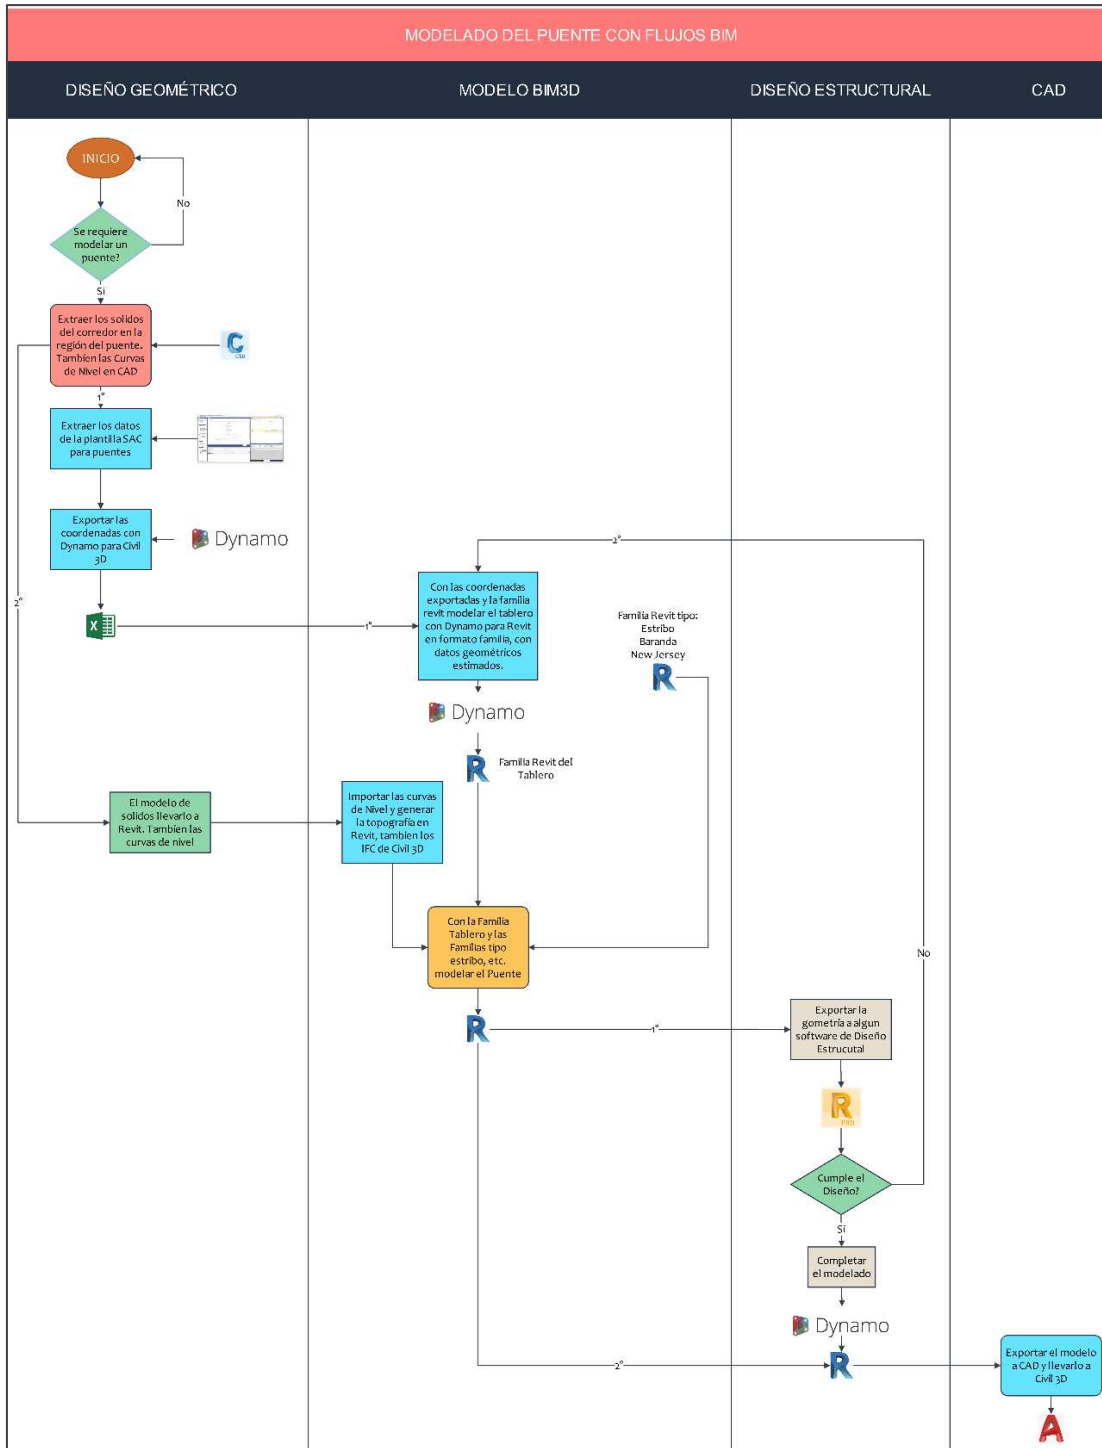 MODELADO DEL PUENTE CON FLUJOS BIM
DISEÑO GEOMÉTRICO
MODELO BIM3D
DISEÑO ESTRUCTURAL
CAD
INICIO
No
Se requiere
modelar un
puente?
Si
Extraer los solidos
del corredor en la
región del puente.
Tambien las Curvas
de Nivel en CAD
C
C3D
1°
Extraer los datos
de la plantilla SAC
para puentes
Exportar las
coordenadas con
Dynamo para Civil
3D
Dynamo
2°
X
1°
2°
Con las coordenadas
exportadas y la familia
revit modelar el tablero
con Dynamo para Revit
en formato familia, con
datos geométricos
estimados.
Familia Revit tipo:
Estribo
Baranda
New Jersey
R
Dynamo
R
Familia Revit del
Tablero
El modelo de
solidos llevarlo a
Revit. Tambien las
curvas de nivel
Importar las curvas
de Nivel y generar
la topografía en
Revit, tambien los
IFC de Civil 3D
Con la Familia
Tablero y las
Familias tipo
estribo, etc.
modelar el Puente
No
R
1°
Exportar la
gometría a algun
software de Diseño
Estrucutal
R
PRO
Cumple el
Diseño?
Sí
Completar
el modelado
Dynamo
2°
R
Exportar el modelo
a CAD y llevarlo a
Civil 3D
A